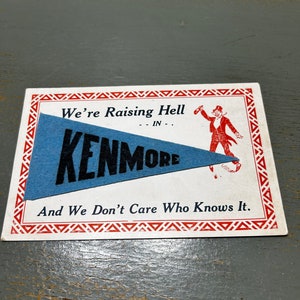 We're Raising Hell
-- IN --
KENMORE
And We Don't Care Who Knows It.